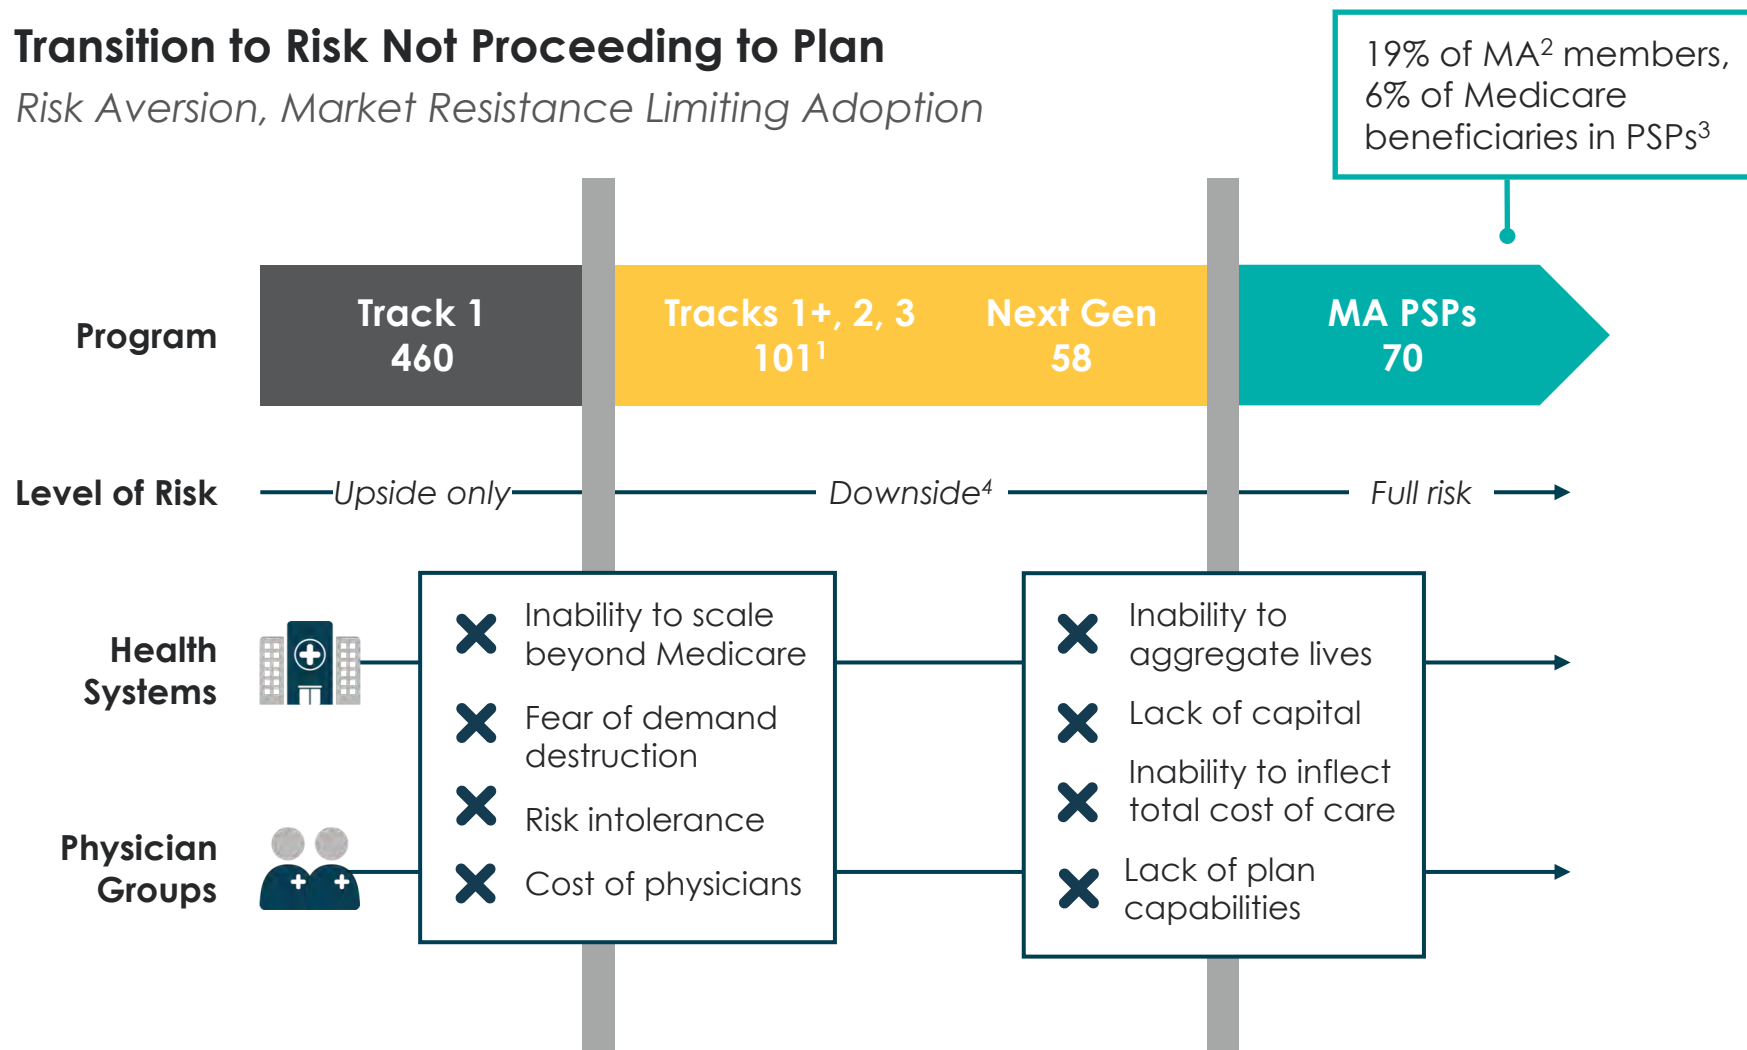 Transition to Risk Not Proceeding to Plan
Risk Aversion, Market Resistance Limiting Adoption
19% of MA² members,
6% of Medicare
beneficiaries in PSPs³
Program
Track 1
460
Tracks 1+, 2, 3
101¹
Next Gen
58
MA PSPs
70
Level of Risk
Upside only
Downside⁴
Full risk
Health
Systems
Physician
Groups
Inability to scale
beyond Medicare
Fear of demand
destruction
Risk intolerance
Cost of physicians
Inability to
aggregate lives
Lack of capital
Inability to inflect
total cost of care
Lack of plan
capabilities